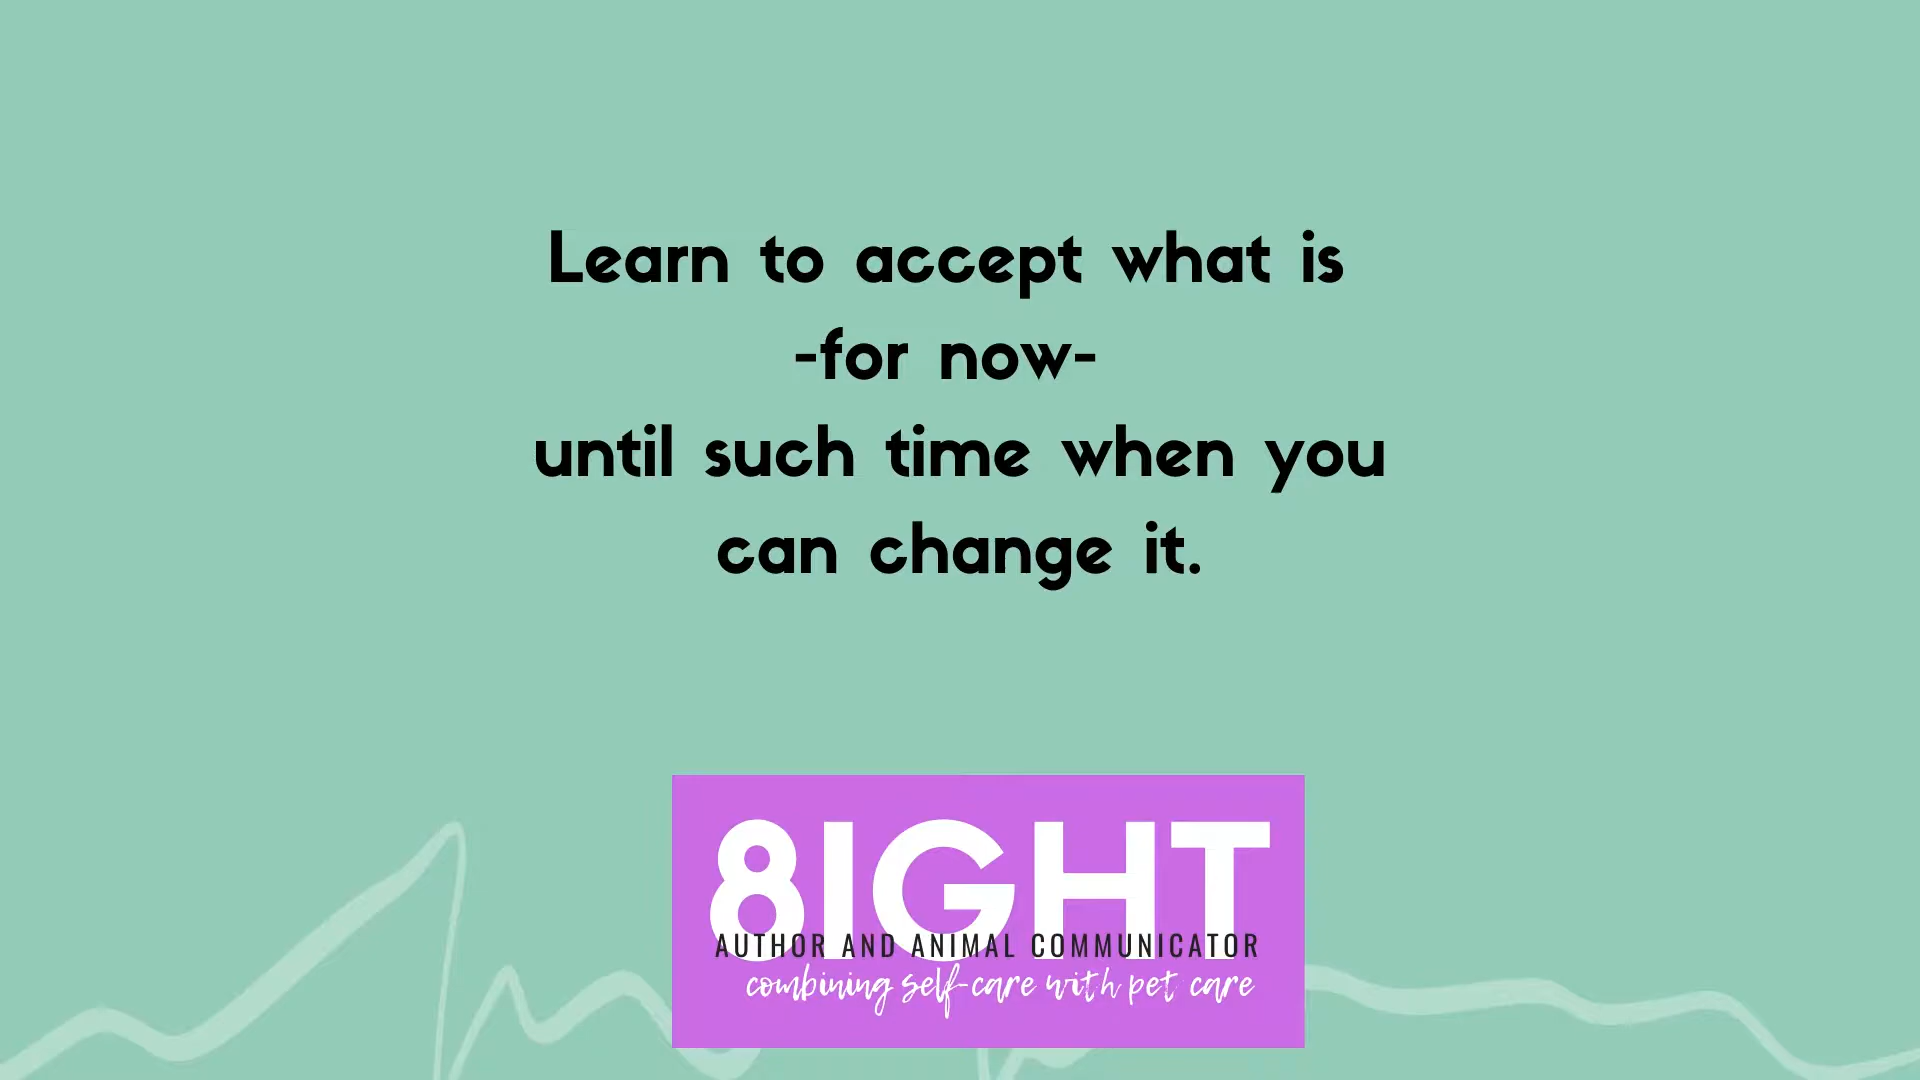 Learn to accept what is
-for now-
until such time when you
can change it.
8IGHT
AUTHOR AND ANIMAL COMMUNICATOR
combining self-care with pet care